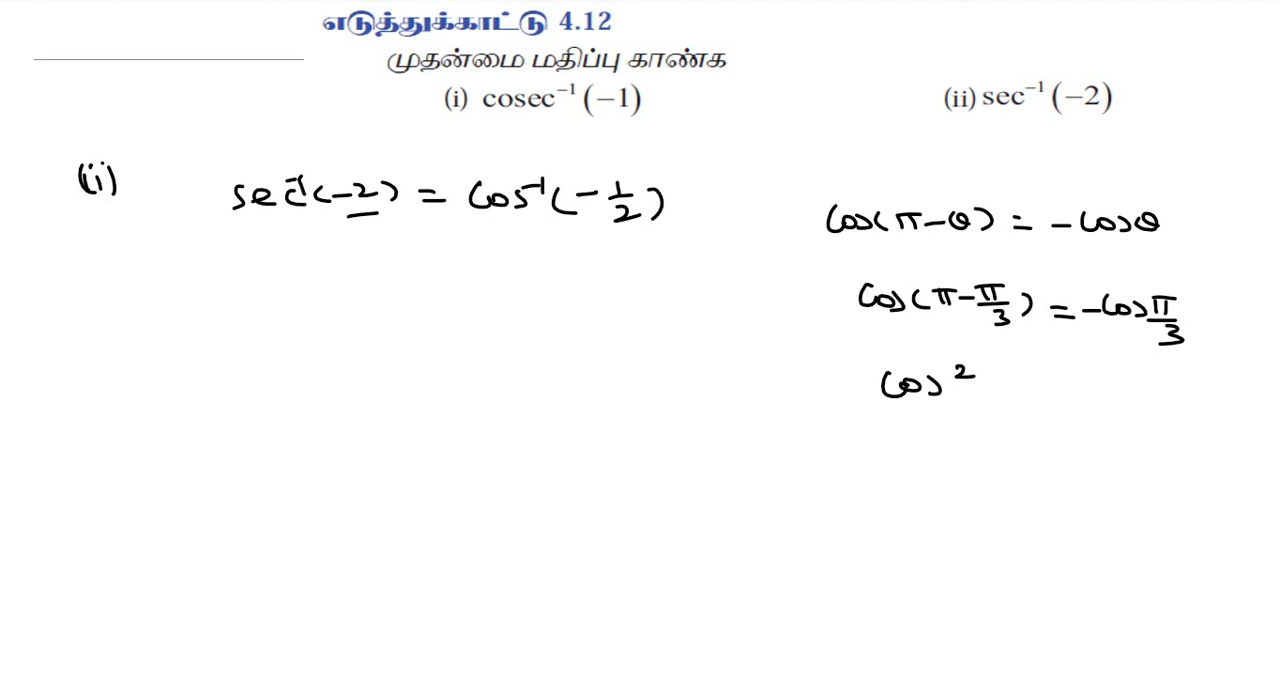 எடுத்துக்காட்டு 4.12
முதன்மை மதிப்பு காண்க
(i) cosec⁻¹(−1) (ii) sec⁻¹(−2)
(ii) sec⁻¹(−2) = cos⁻¹(−1/2)
cos(π−θ) = −cosθ
cos(π−π/3) = −cos π/3
cos 2